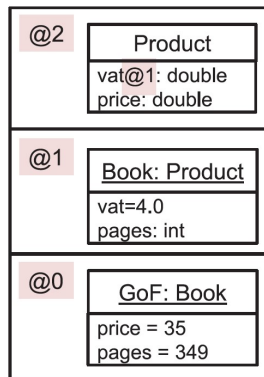 @2
Product
vat@1: double
price: double
@1
Book: Product
vat=4.0
pages: int
@0
GoF: Book
price = 35
pages = 349